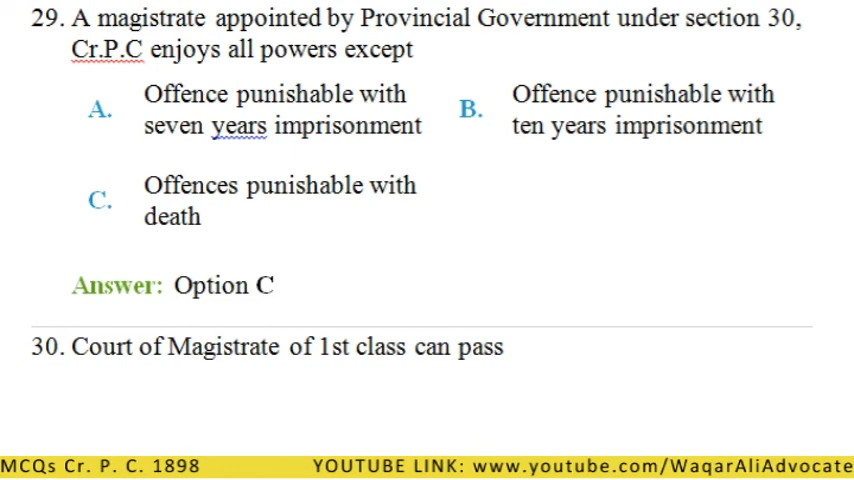 29. A magistrate appointed by Provincial Government under section 30,
Cr.P.C enjoys all powers except
A. Offence punishable with
seven years imprisonment
B. Offence punishable with
ten years imprisonment
C. Offences punishable with
death
Answer: Option C
30. Court of Magistrate of 1st class can pass
MCQs Cr. P. C. 1898 YOUTUBE LINK: www.youtube.com/WaqarAliAdvocate